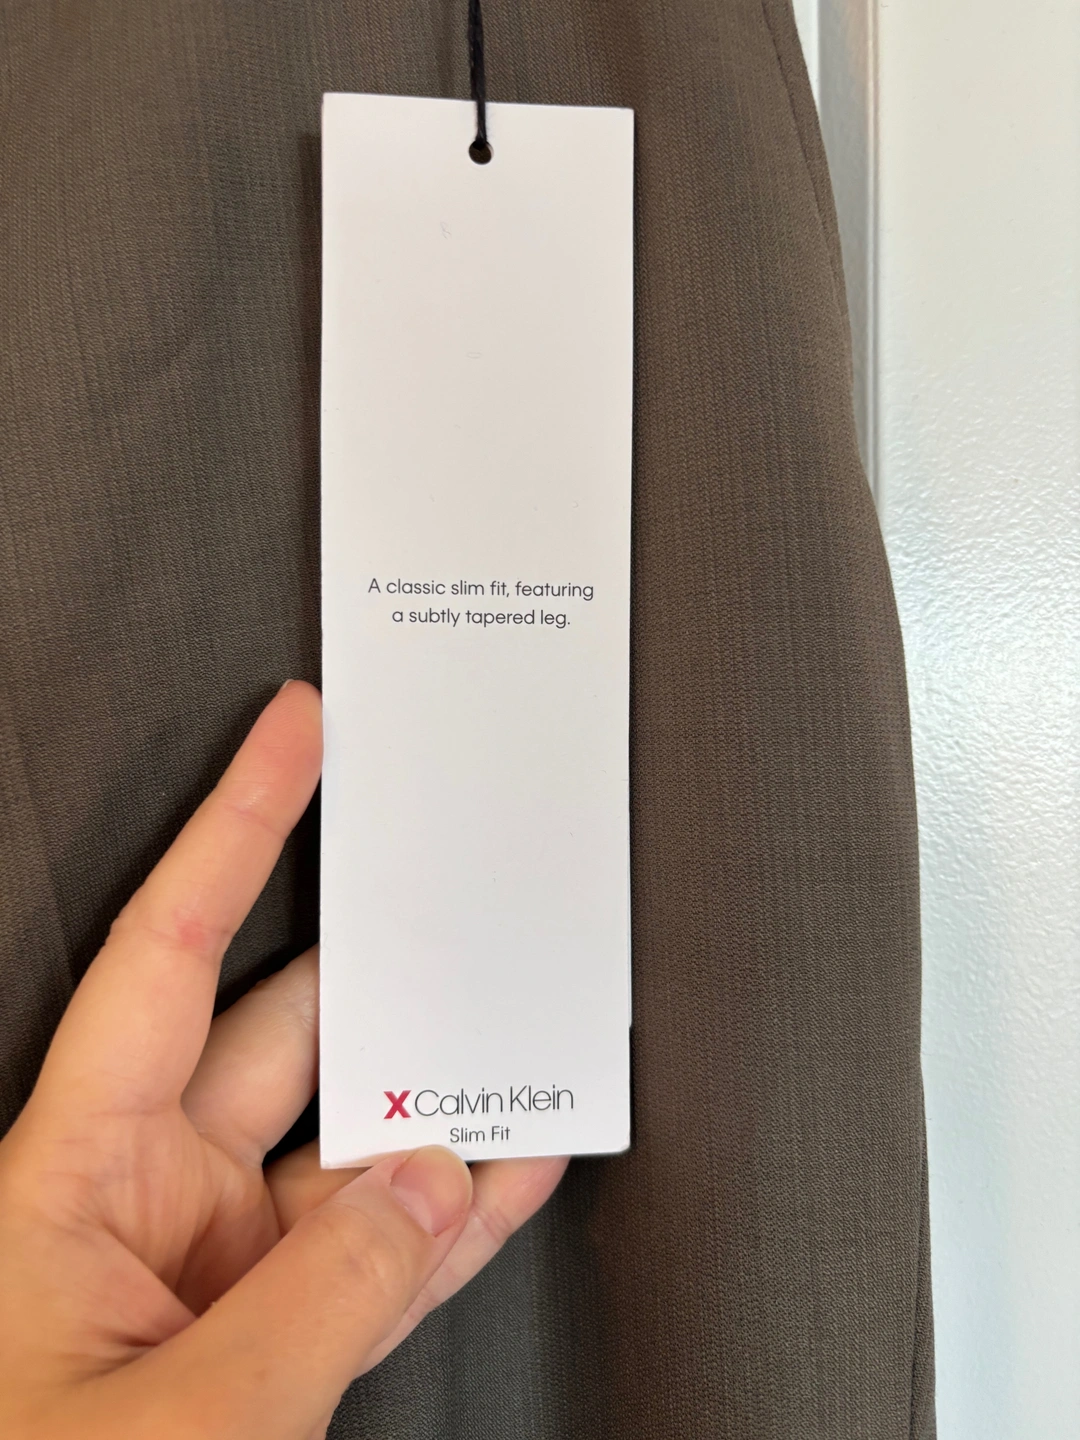 A classic slim fit, featuring
a subtly tapered leg.
X Calvin Klein
Slim Fit